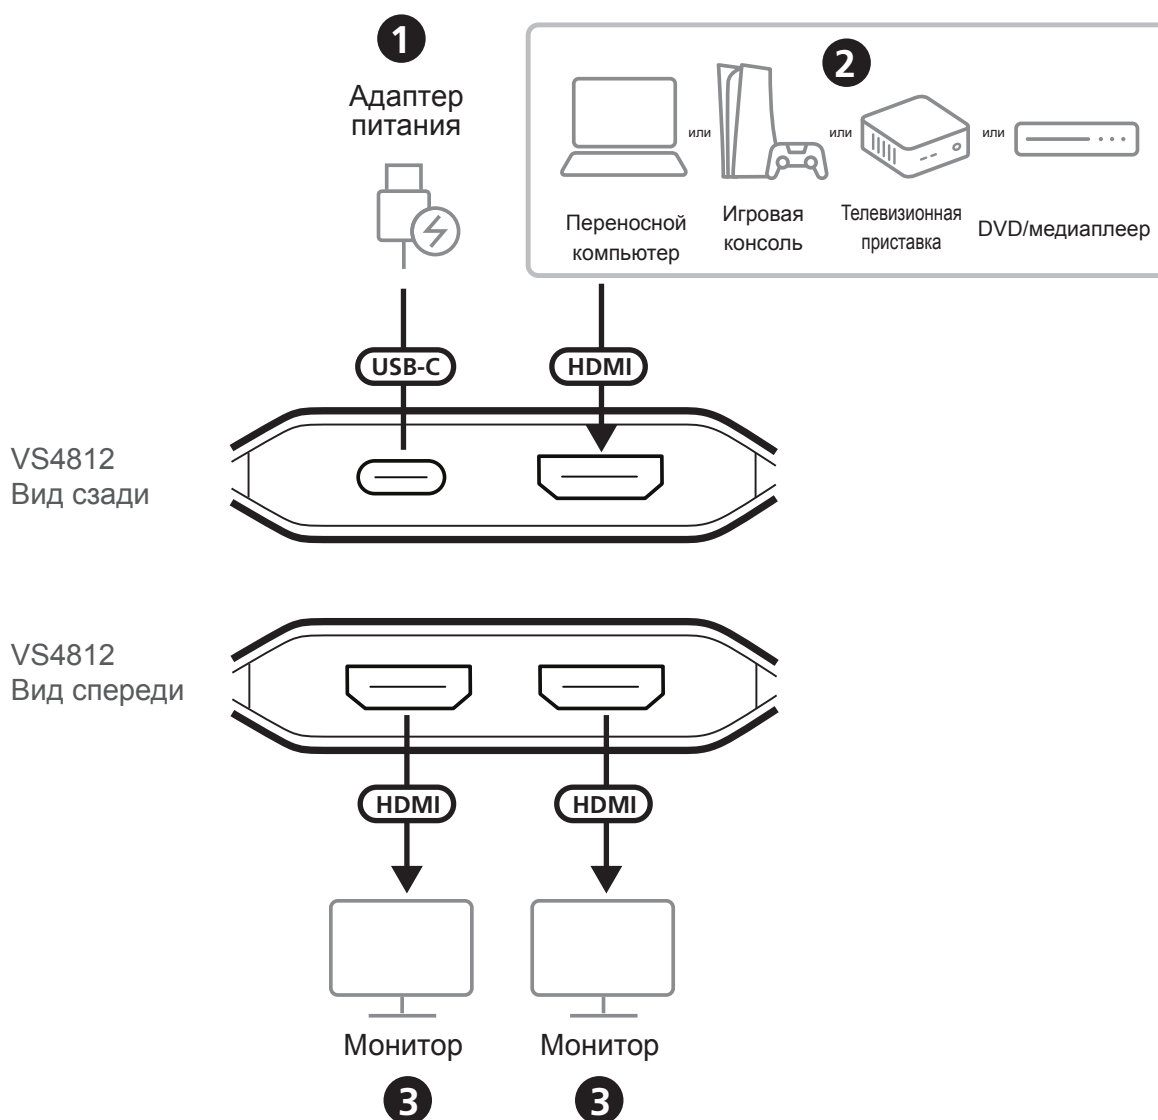 1
Адаптер
питания
2
или
или
или
Переносной
компьютер
Игровая
консоль
Телевизионная
приставка
DVD/медиаплеер
USB-C
HDMI
VS4812
Вид сзади
VS4812
Вид спереди
HDMI
HDMI
Монитор
Монитор
3
3